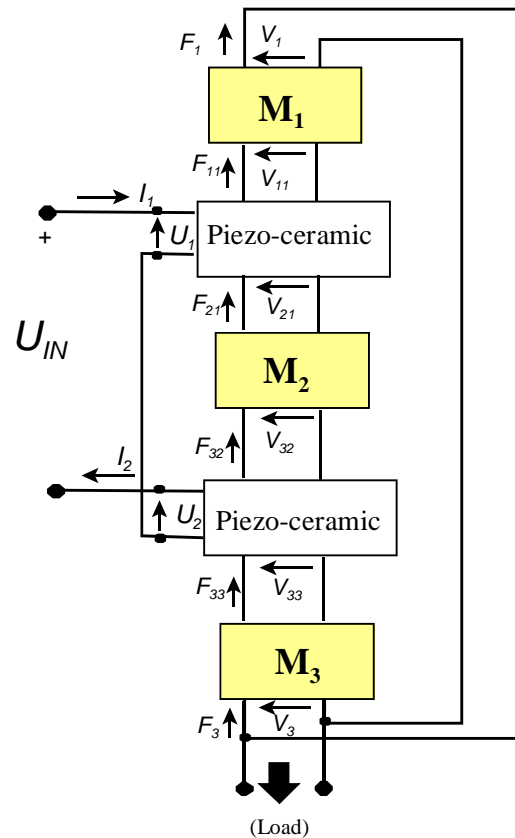 F1 V1
M1
F11 V11
I1
+ U1 Piezo-ceramic
F21 V21
UIN
M2
F32 V32
I2
U2 Piezo-ceramic
F33 V33
M3
F3 V3
(Load)